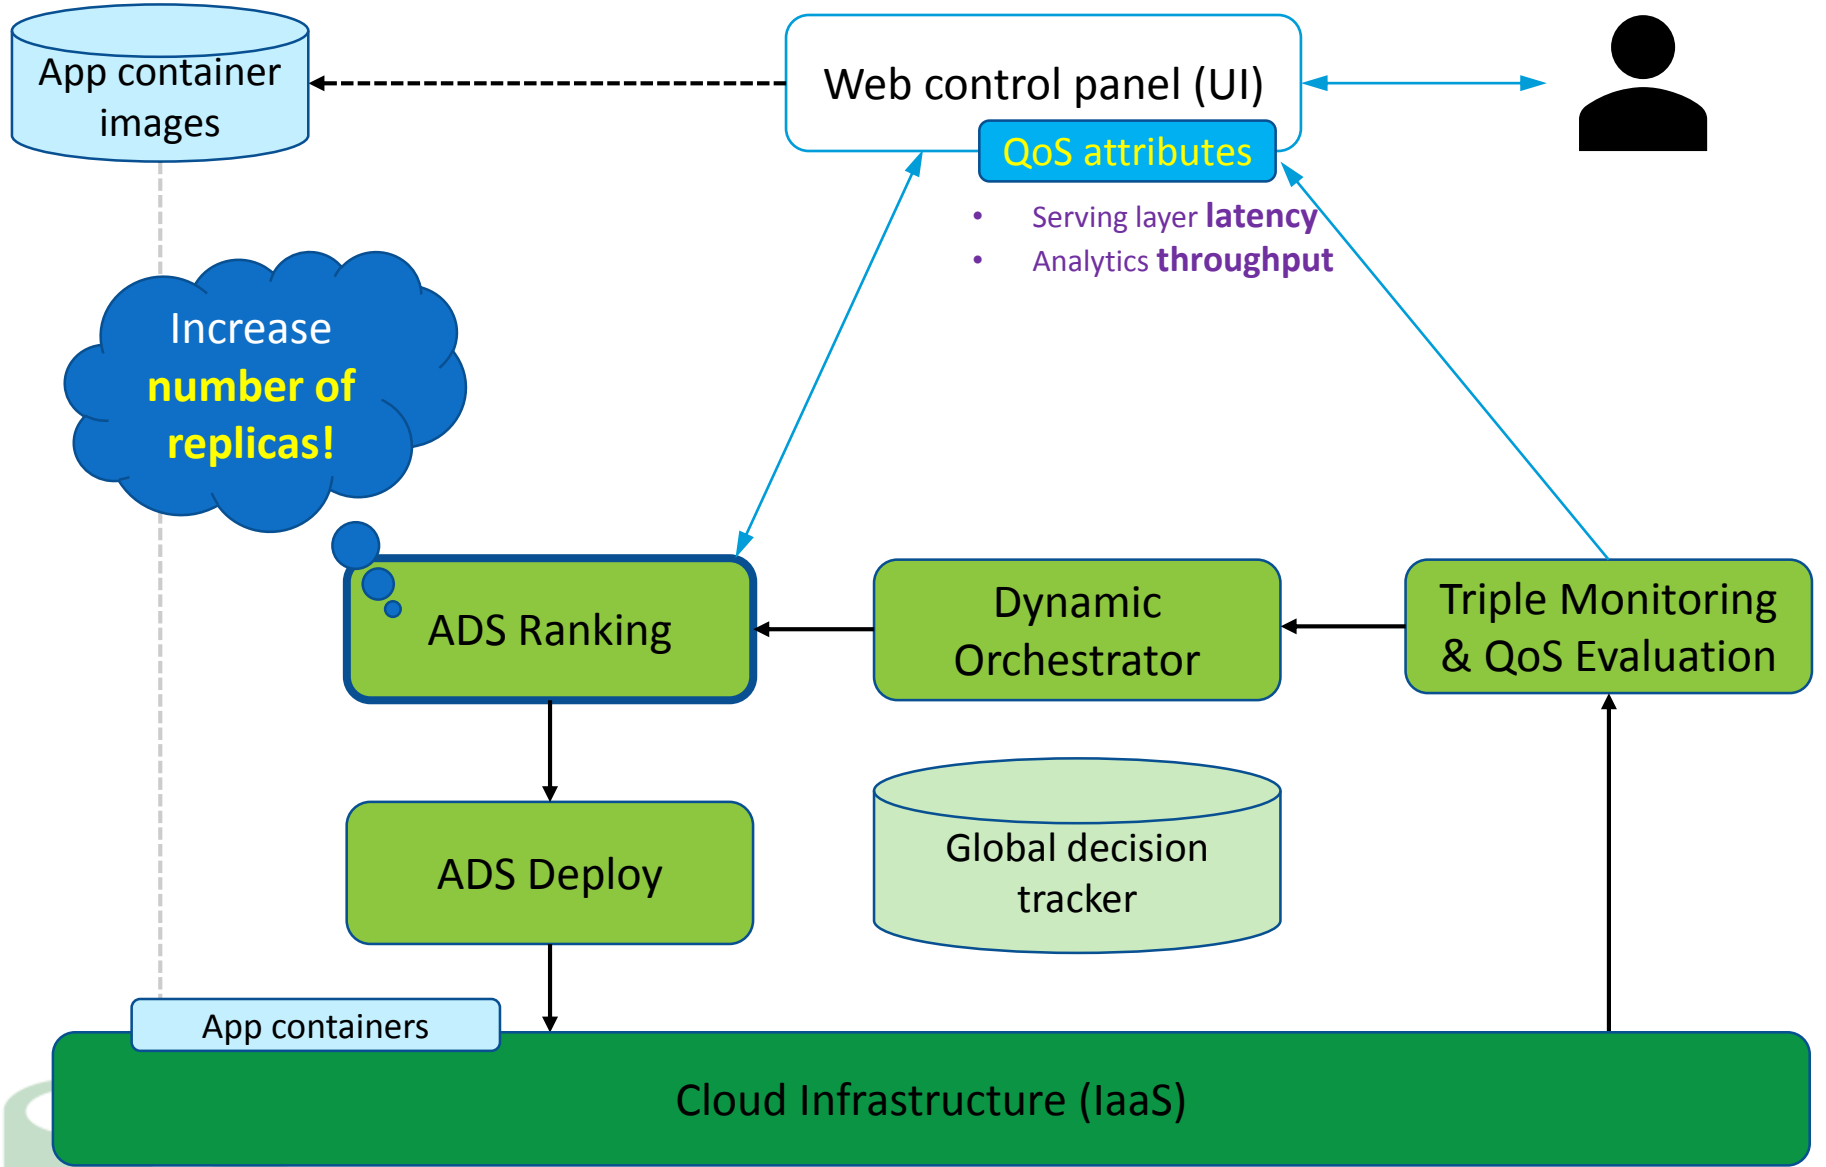 App container
images
Web control panel (UI)
QoS attributes
• Serving layer latency
• Analytics throughput
Increase
number of
replicas!
ADS Ranking
Dynamic
Orchestrator
Triple Monitoring
& QoS Evaluation
ADS Deploy
Global decision
tracker
App containers
Cloud Infrastructure (IaaS)